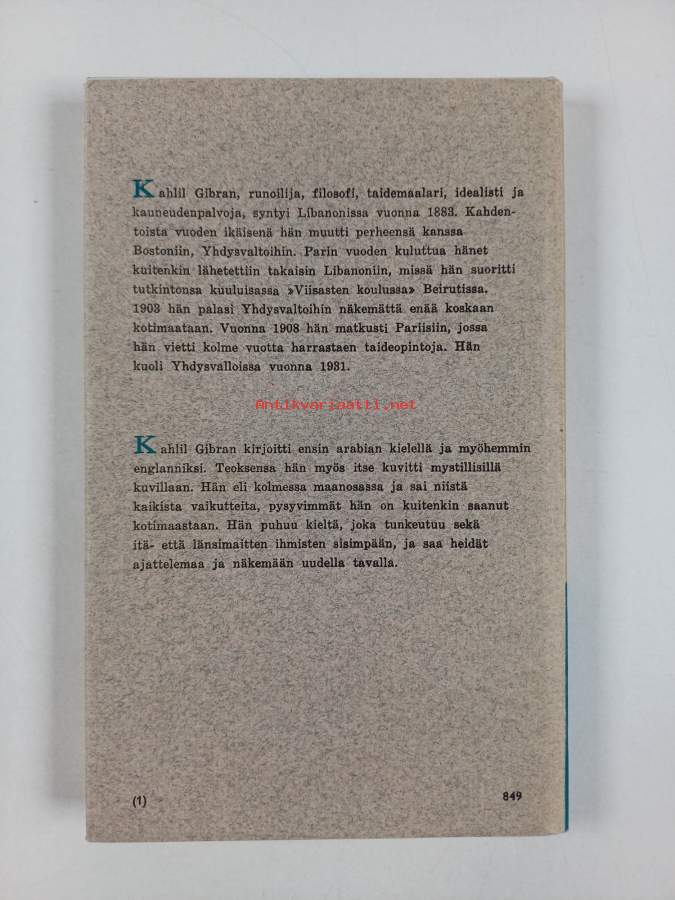 Kahlil Gibran, runoilija, filosofi, taidemaalari, idealisti ja
kauneudenpalvoja, syntyi Libanonissa vuonna 1883. Kahden-
toista vuoden ikäisenä hän muutti perheensä kanssa
Bostoniin, Yhdysvaltoihin. Parin vuoden kuluttua hänet
kuitenkin lähetettiin takaisin Libanoniin, missä hän suoritti
tutkintonsa kuuluisassa »Viisasten koulussa» Beirutissa.
1903 hän palasi Yhdysvaltoihin näkemättä enää koskaan
kotimaataan. Vuonna 1908 hän matkusti Pariisiin, jossa
hän vietti kolme vuotta harrastaen taideopintoja. Hän
kuoli Yhdysvalloissa vuonna 1931.
Antikvariaatti.net
Kahlil Gibran kirjoitti ensin arabian kielellä ja myöhemmin
englanniksi. Teoksensa hän myös itse kuvitti mystillisillä
kuvillaan. Hän eli kolmessa maanosassa ja sai niistä
kaikista vaikutteita, pysyvimmät hän on kuitenkin saanut
kotimaastaan. Hän puhuu kieltä, joka tunkeutuu sekä
itä- että länsimaitten ihmisten sisimpään, ja saa heidät
ajattelemaa ja näkemään uudella tavalla.
(1) 849